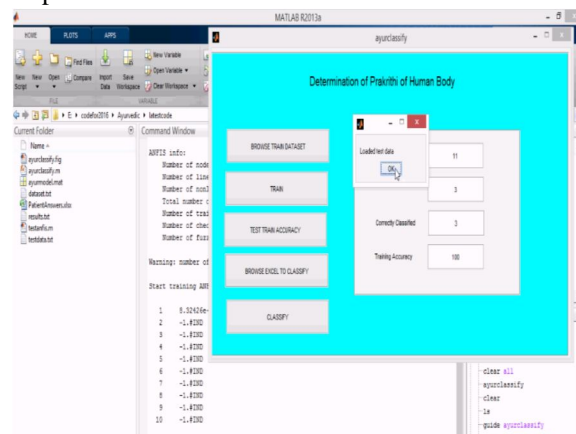 MATLAB R2013a
HOME PLOTS APPS
New Script
New
Open
Find Files
Compare
Import Data
Save Workspace
New Variable
Open Variable
Clear Workspace
FILE
VARIABLE
E: codefox2016 Ayurvedic latestcode
Current Folder
Name
ayurclassify.fig
ayurclassify.m
ayurmodel.mat
dataset.txt
PatientAnswers.xlsx
results.txt
testanfis.m
testdata.txt
Command Window
ANFIS info:
Number of node
Number of line
Number of nonl
Total number o
Number of trai
Number of chec
Number of fuzz
Warning: number of
Start training ANF
1 8.52426e-
2 -1.#IND
3 -1.#IND
4 -1.#IND
5 -1.#IND
6 -1.#IND
7 -1.#IND
8 -1.#IND
9 -1.#IND
10 -1.#IND
ayurclassify
Determination of Prakrithi of Human Body
BROWSE TRAIN DATASET
TRAIN
TEST TRAIN ACCURACY
BROWSE EXCEL TO CLASSIFY
CLASSIFY
Loaded test data
OK
11
3
Correctly Classified 3
Training Accuracy 100
clear all
ayurclassify
clear
ls
guide ayurclassify